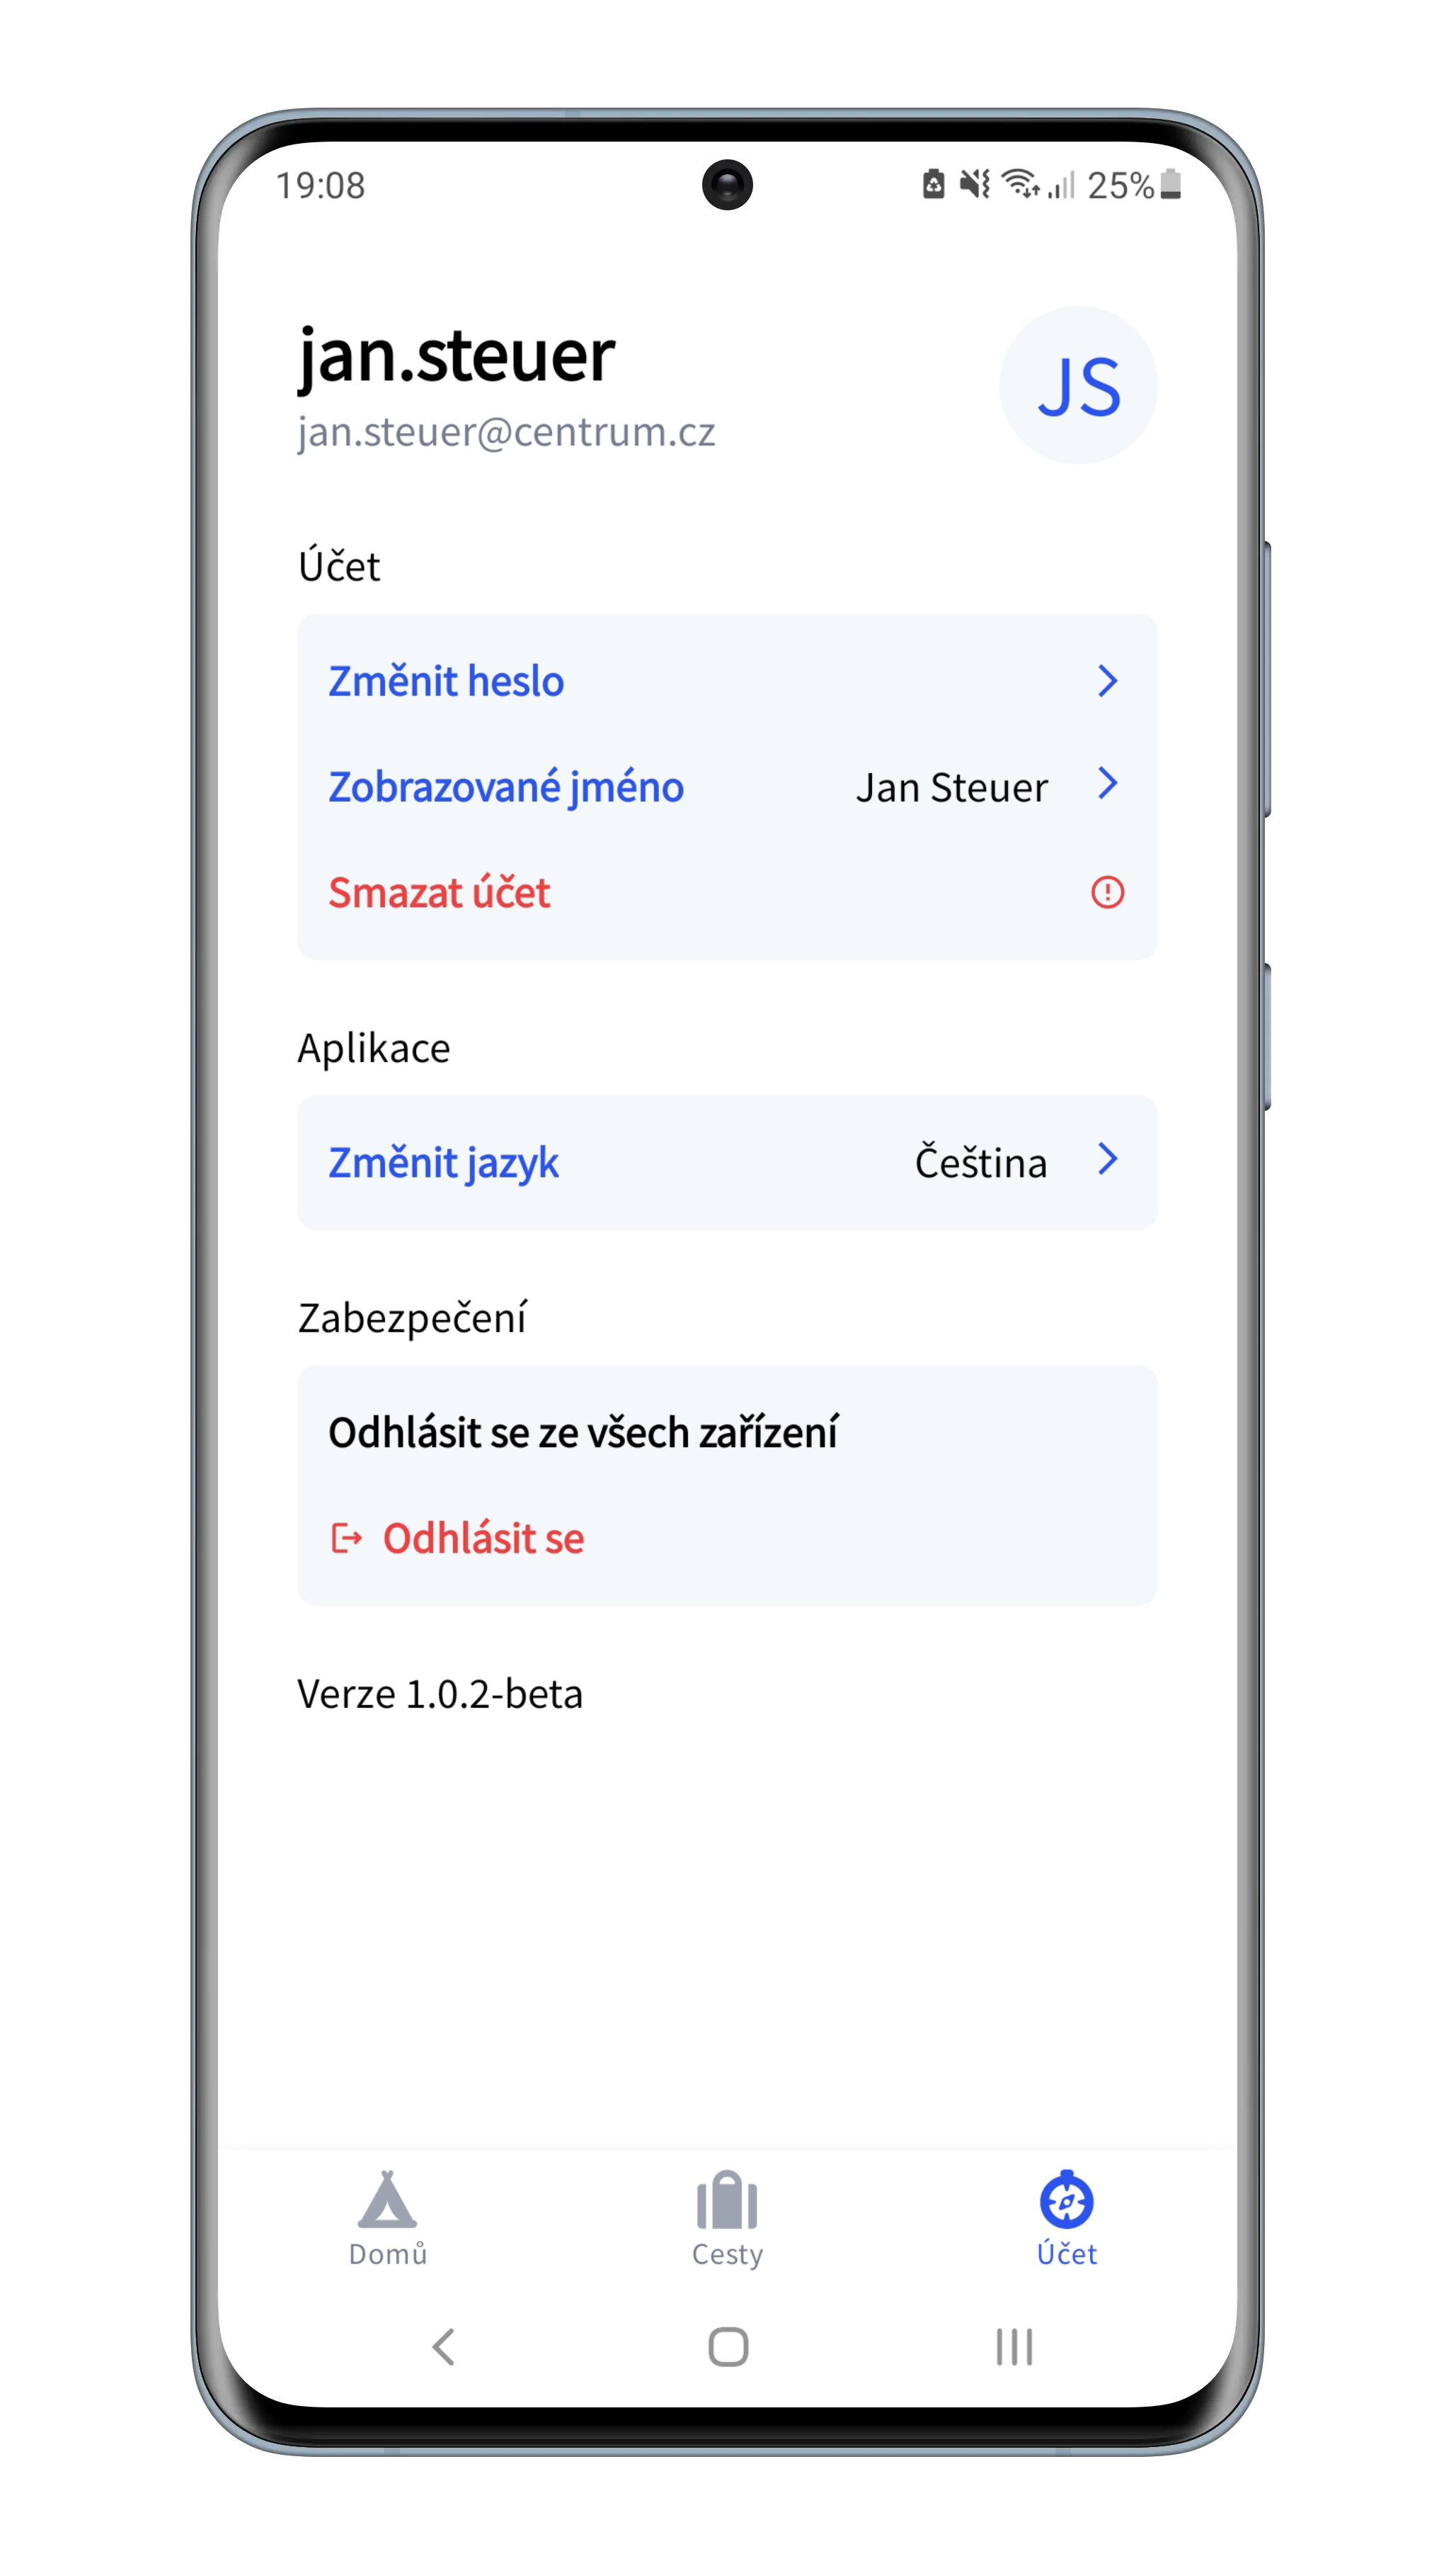 19:08
25%
jan.steuer
JS
jan.steuer@centrum.cz
Účet
Změnit heslo
Zobrazované jméno Jan Steuer
Smazat účet
Aplikace
Změnit jazyk Čeština
Zabezpečení
Odhlásit se ze všech zařízení
Odhlásit se
Verze 1.0.2-beta
Domů Cesty Účet